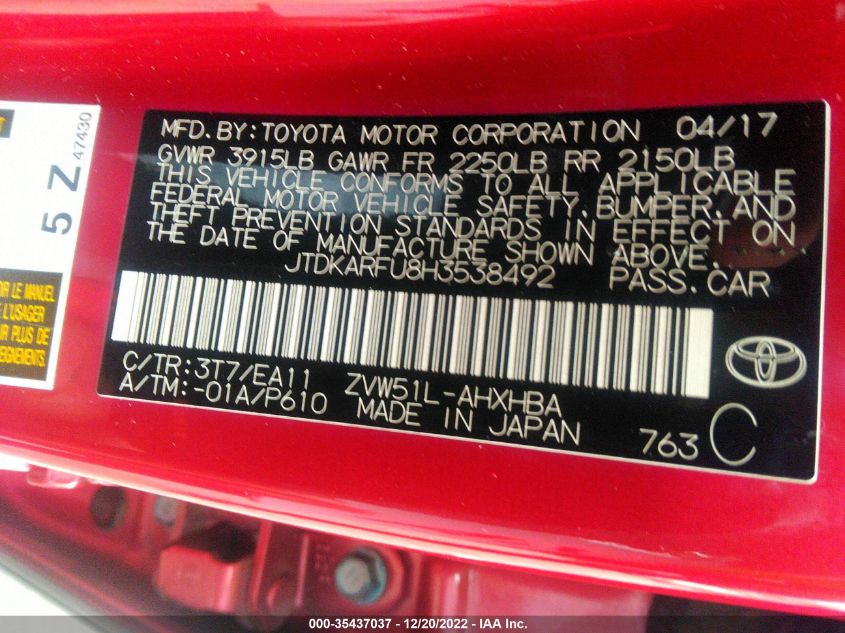 MFD.BY:TOYOTA MOTOR CORPORATION 04/17
GVWR 3915LB GAWR FR 2250LB RR 2150LB
THIS VEHICLE CONFORMS TO ALL APPLICABLE
FEDERAL MOTOR VEHICLE SAFETY,BUMPER,AND
THEFT PREVENTION STANDARDS IN EFFECT ON
THE DATE OF MANUFACTURE SHOWN ABOVE.
JTDKARFU8H3538492 PASS.CAR
C/TR:3T7/EA11 ZVW51L-AHXHBA
A/TM:-01A/P610 MADE IN JAPAN 763 C
5 Z 47430
LE MANUEL
PLUS DE
000-35437037 - 12/20/2022 - IAA Inc.